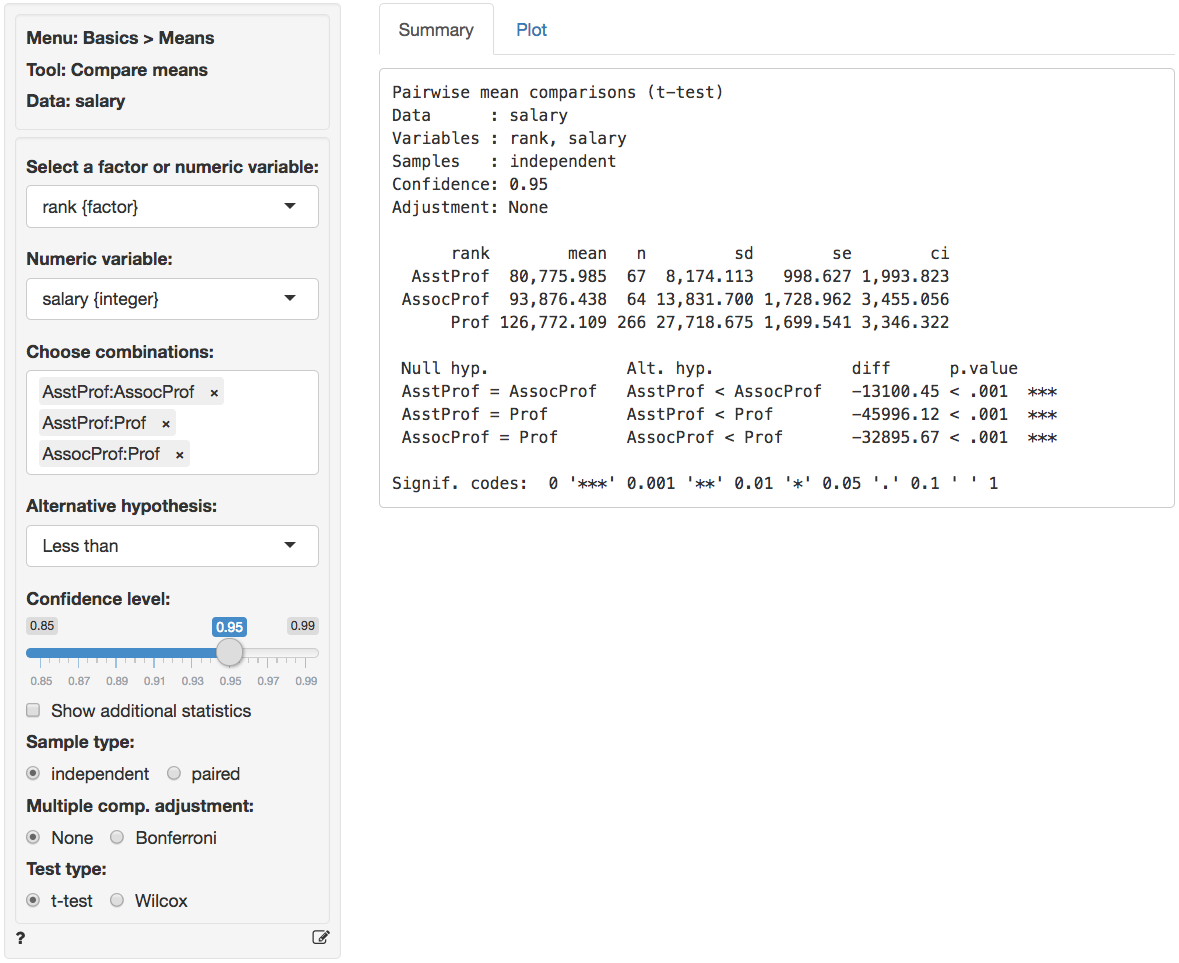 Menu: Basics > Means
Tool: Compare means
Data: salary
Select a factor or numeric variable:
rank {factor}
Numeric variable:
salary {integer}
Choose combinations:
AsstProf:AssocProf ×
AsstProf:Prof ×
AssocProf:Prof ×
Alternative hypothesis:
Less than
Confidence level:
0.85 0.95 0.99
0.85 0.87 0.89 0.91 0.93 0.95 0.97 0.99
Show additional statistics
Sample type:
independent paired
Multiple comp. adjustment:
None Bonferroni
Test type:
t-test Wilcox
?
Summary Plot
Pairwise mean comparisons (t-test)
Data : salary
Variables : rank, salary
Samples : independent
Confidence: 0.95
Adjustment: None
rank mean n sd se ci
AsstProf 80,775.985 67 8,174.113 998.627 1,993.823
AssocProf 93,876.438 64 13,831.700 1,728.962 3,455.056
Prof 126,772.109 266 27,718.675 1,699.541 3,346.322
Null hyp. Alt. hyp. diff p.value
AsstProf = AssocProf AsstProf < AssocProf -13100.45 < .001 ***
AsstProf = Prof AsstProf < Prof -45996.12 < .001 ***
AssocProf = Prof AssocProf < Prof -32895.67 < .001 ***
Signif. codes: 0 '***' 0.001 '**' 0.01 '*' 0.05 '.' 0.1 ' ' 1